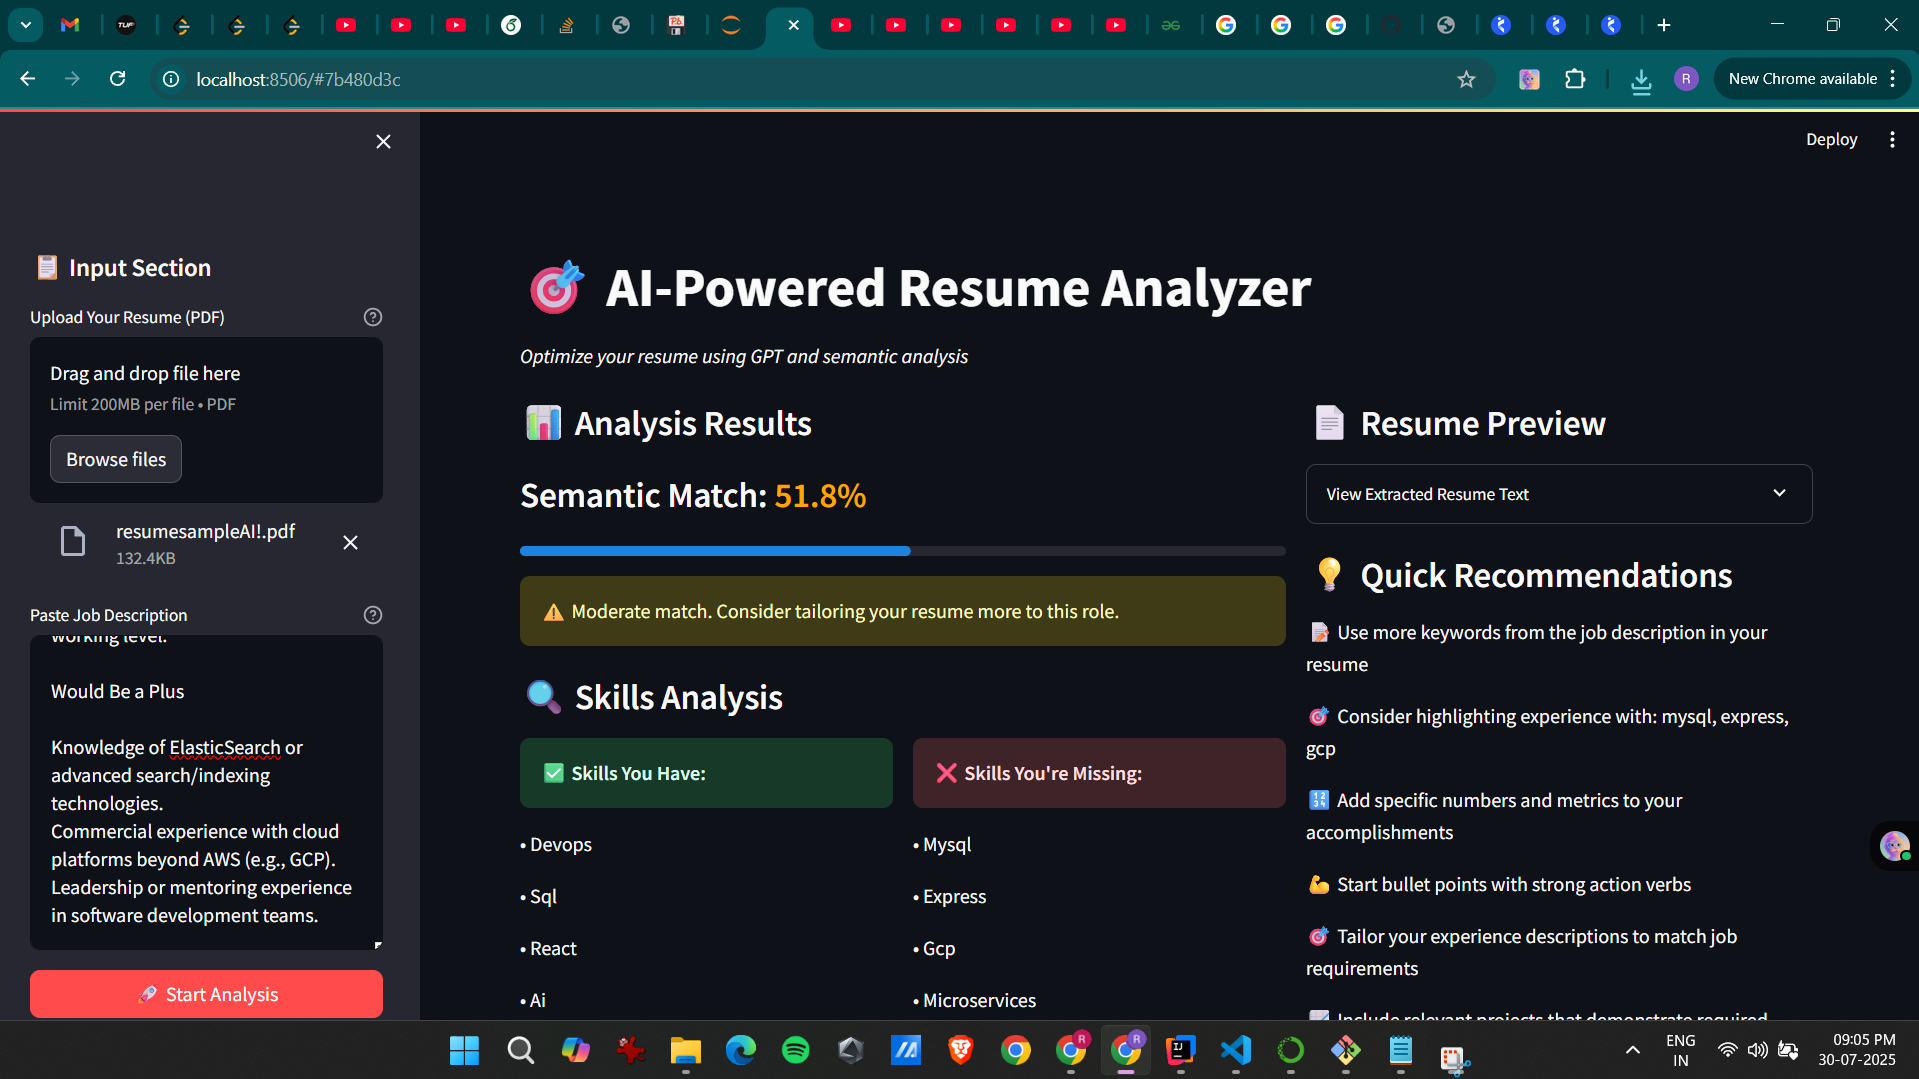 localhost:8506/#7b480d3c
R
New Chrome available
Deploy
Input Section
Upload Your Resume (PDF)
Drag and drop file here
Limit 200MB per file • PDF
Browse files
resumesampleAI!.pdf
132.4KB
Paste Job Description
working level.
Would Be a Plus
Knowledge of ElasticSearch or
advanced search/indexing
technologies.
Commercial experience with cloud
platforms beyond AWS (e.g., GCP).
Leadership or mentoring experience
in software development teams.
Start Analysis
AI-Powered Resume Analyzer
Optimize your resume using GPT and semantic analysis
Analysis Results
Semantic Match: 51.8%
Moderate match. Consider tailoring your resume more to this role.
Skills Analysis
Skills You Have:
• Devops
• Sql
• React
• Ai
Skills You're Missing:
• Mysql
• Express
• Gcp
• Microservices
Resume Preview
View Extracted Resume Text
Quick Recommendations
Use more keywords from the job description in your
resume
Consider highlighting experience with: mysql, express,
gcp
Add specific numbers and metrics to your
accomplishments
Start bullet points with strong action verbs
Tailor your experience descriptions to match job
requirements
Include relevant projects that demonstrate required
ENG
IN
09:05 PM
30-07-2025